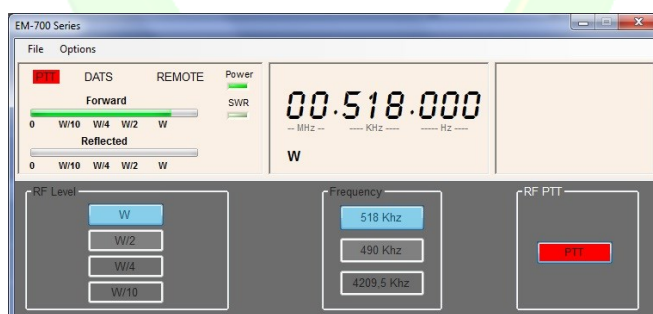 EM-700 Series
File Options
PTT DATS REMOTE Power
Forward SWR
0 W/10 W/4 W/2 W
Reflected
0 W/10 W/4 W/2 W
00.518.000
-- MHz -- ---- KHz ---- ----- Hz -----
W
RF Level
W
W/2
W/4
W/10
Frequency
518 Khz
490 Khz
4209,5 Khz
RF PTT
PTT